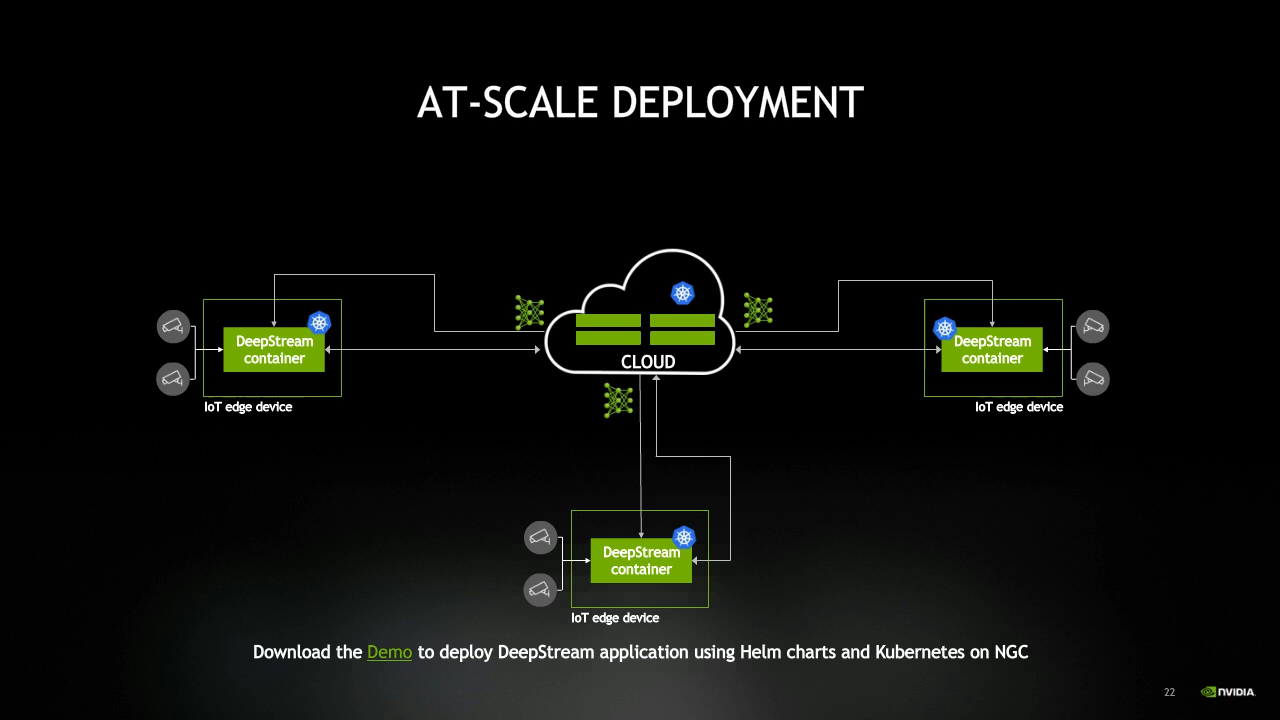 AT-SCALE DEPLOYMENT
DeepStream
container
IoT edge device
CLOUD
DeepStream
container
IoT edge device
DeepStream
container
IoT edge device
Download the Demo to deploy DeepStream application using Helm charts and Kubernetes on NGC
22
NVIDIA.